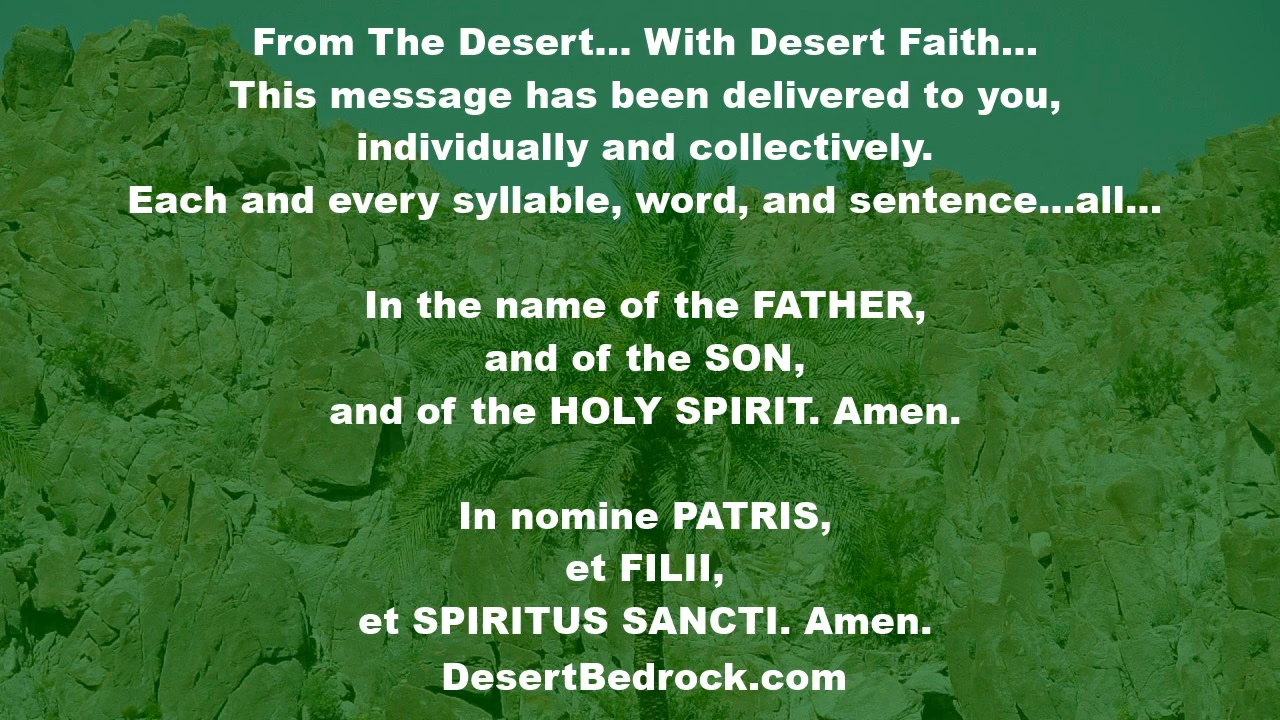 From The Desert... With Desert Faith...
This message has been delivered to you,
individually and collectively.
Each and every syllable, word, and sentence...all...
In the name of the FATHER,
and of the SON,
and of the HOLY SPIRIT. Amen.
In nomine PATRIS,
et FILII,
et SPIRITUS SANCTI. Amen.
DesertBedrock.com